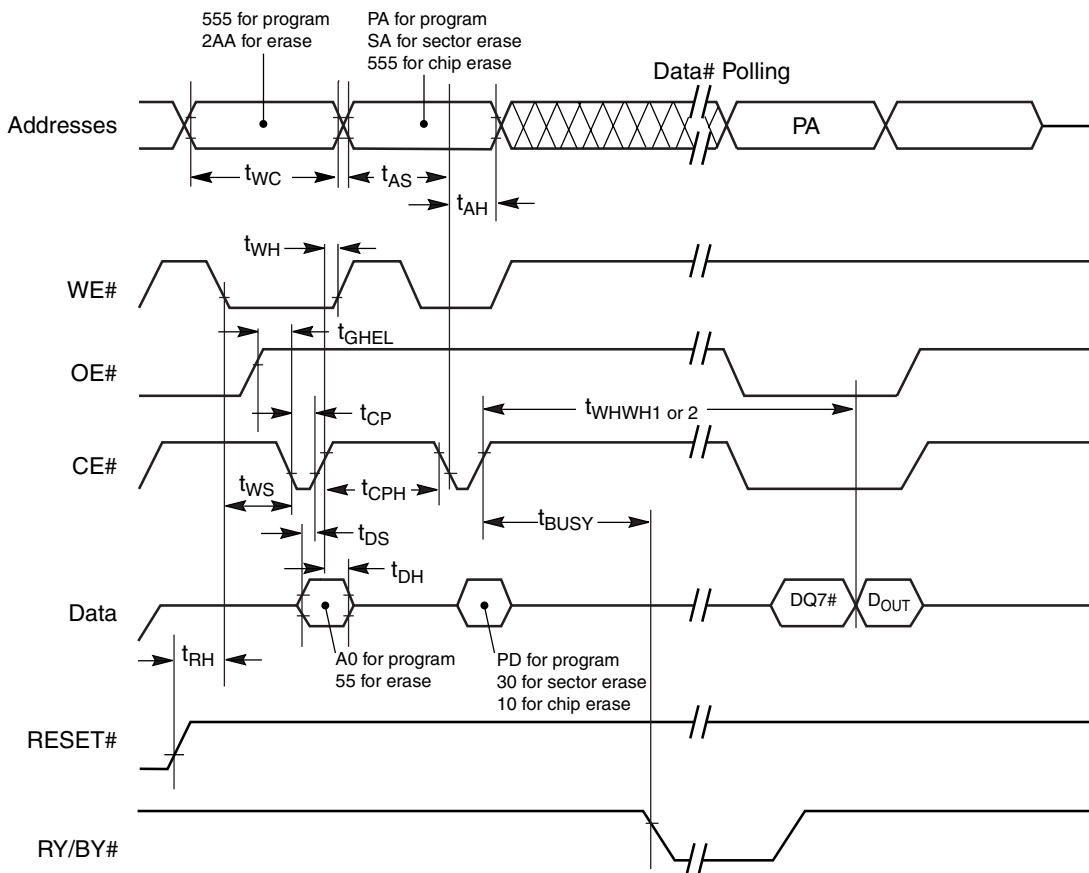 555 for program
2AA for erase
PA for program
SA for sector erase
555 for chip erase
Data# Polling
Addresses
PA
tWC
tAS
tAH
tWH
WE#
tGHEL
OE#
tWHWH1 or 2
tCP
CE#
tWS
tCPH
tBUSY
tDS
tDH
Data
DQ7#
DOUT
tRH
A0 for program
55 for erase
PD for program
30 for sector erase
10 for chip erase
RESET#
RY/BY#